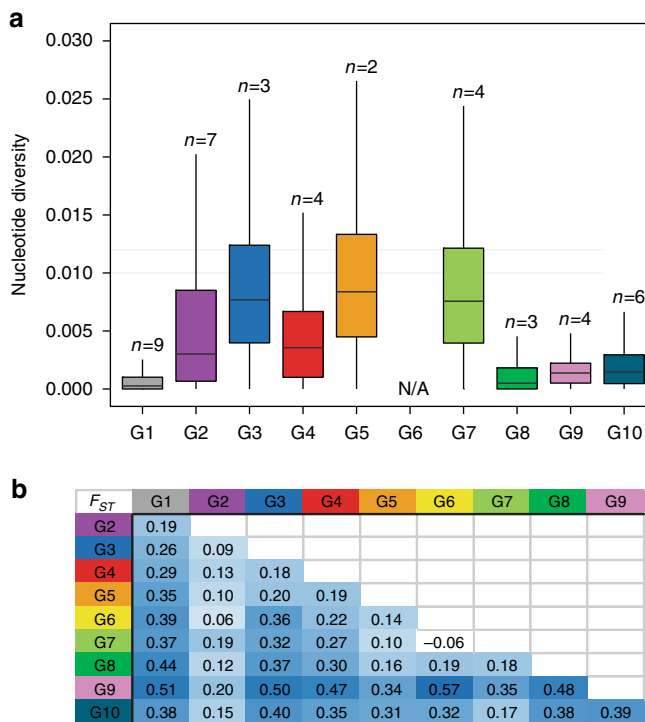 a
Nucleotide diversity
0.030
0.025
0.020
0.015
0.010
0.005
0.000
n=9
n=7
n=3
n=4
n=2
N/A
n=4
n=3
n=4
n=6
G1 G2 G3 G4 G5 G6 G7 G8 G9 G10
b
FST G1 G2 G3 G4 G5 G6 G7 G8 G9
G2 0.19
G3 0.26 0.09
G4 0.29 0.13 0.18
G5 0.35 0.10 0.20 0.19
G6 0.39 0.06 0.36 0.22 0.14
G7 0.37 0.19 0.32 0.27 0.10 −0.06
G8 0.44 0.12 0.37 0.30 0.16 0.19 0.18
G9 0.51 0.20 0.50 0.47 0.34 0.57 0.35 0.48
G10 0.38 0.15 0.40 0.35 0.31 0.32 0.17 0.38 0.39